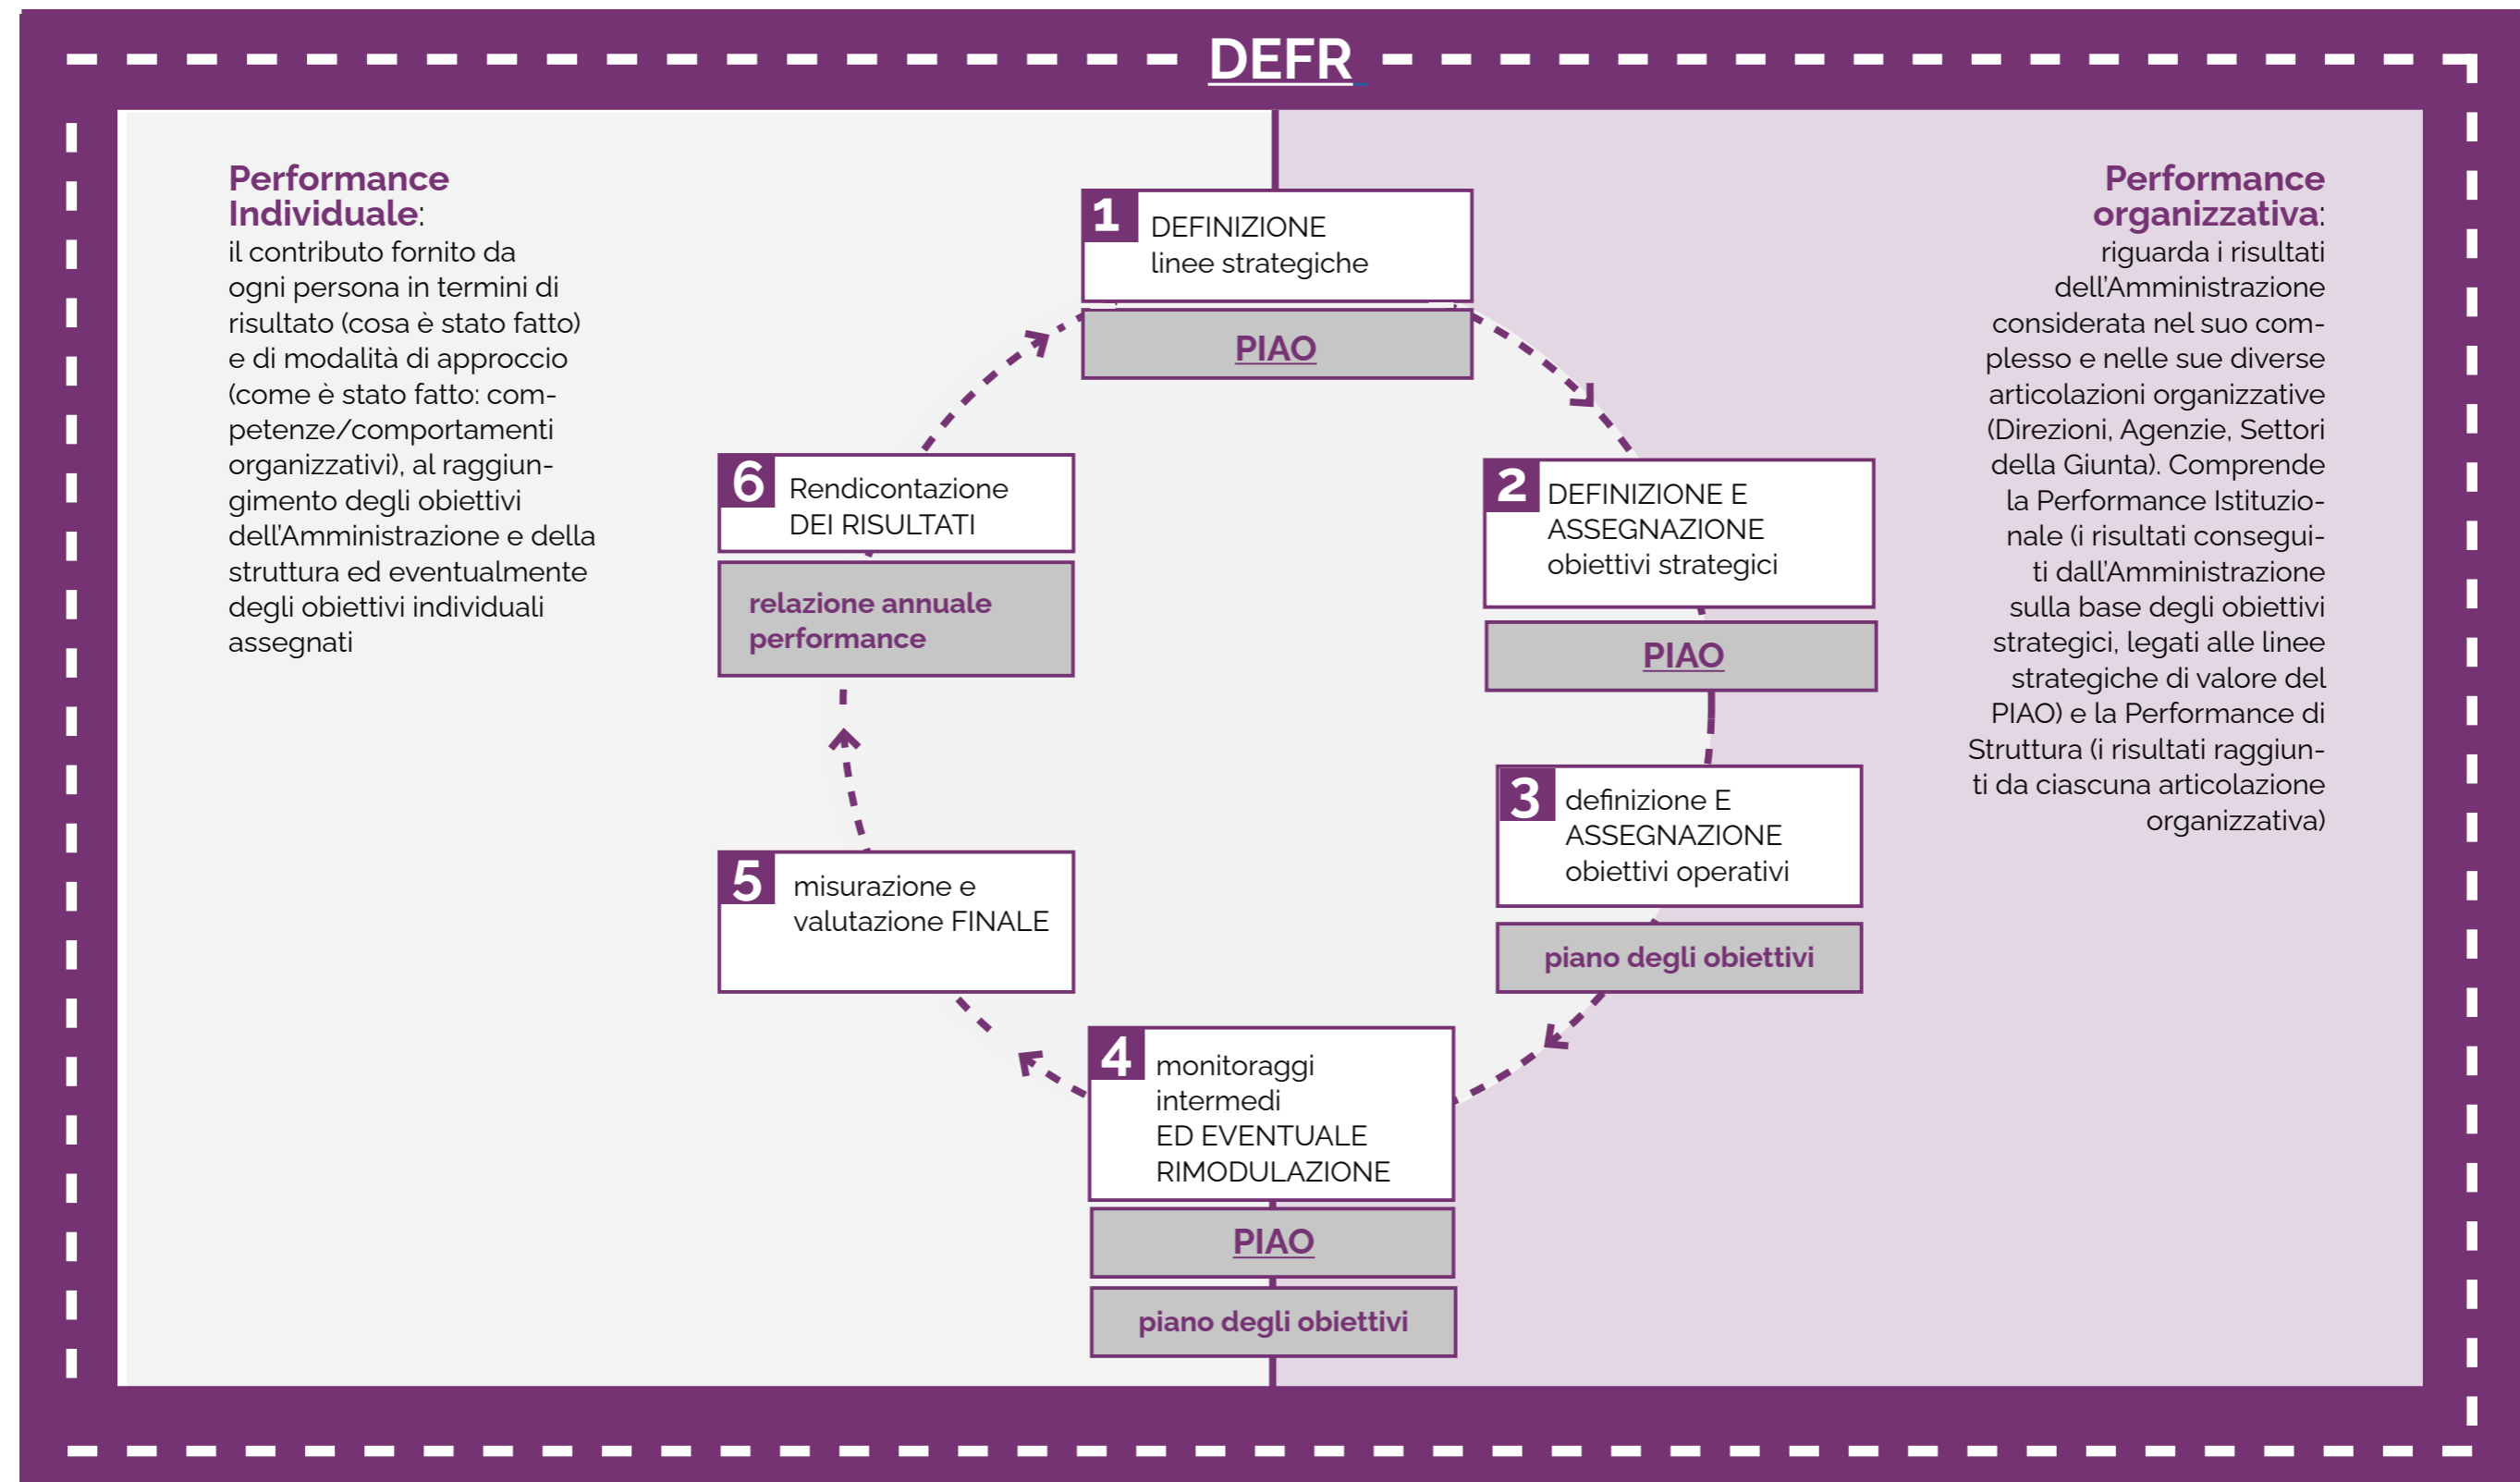 DEFR
Performance
Individuale:
il contributo fornito da
ogni persona in termini di
risultato (cosa è stato fatto)
e di modalità di approccio
(come è stato fatto: com-
petenze/comportamenti
organizzativi), al raggiun-
gimento degli obiettivi
dell'Amministrazione e della
struttura ed eventualmente
degli obiettivi individuali
assegnati
1
DEFINIZIONE
linee strategiche
PIAO
2
DEFINIZIONE E
ASSEGNAZIONE
obiettivi strategici
PIAO
3
definizione E
ASSEGNAZIONE
obiettivi operativi
piano degli obiettivi
4
monitoraggi
intermedi
ED EVENTUALE
RIMODULAZIONE
PIAO
piano degli obiettivi
5
misurazione e
valutazione FINALE
6
Rendicontazione
DEI RISULTATI
relazione annuale
performance
Performance
organizzativa:
riguarda i risultati
dell'Amministrazione
considerata nel suo com-
plesso e nelle sue diverse
articolazioni organizzative
(Direzioni, Agenzie, Settori
della Giunta). Comprende
la Performance Istituzio-
nale (i risultati consegui-
ti dall'Amministrazione
sulla base degli obiettivi
strategici, legati alle linee
strategiche di valore del
PIAO) e la Performance di
Struttura (i risultati raggiun-
ti da ciascuna articolazione
organizzativa)